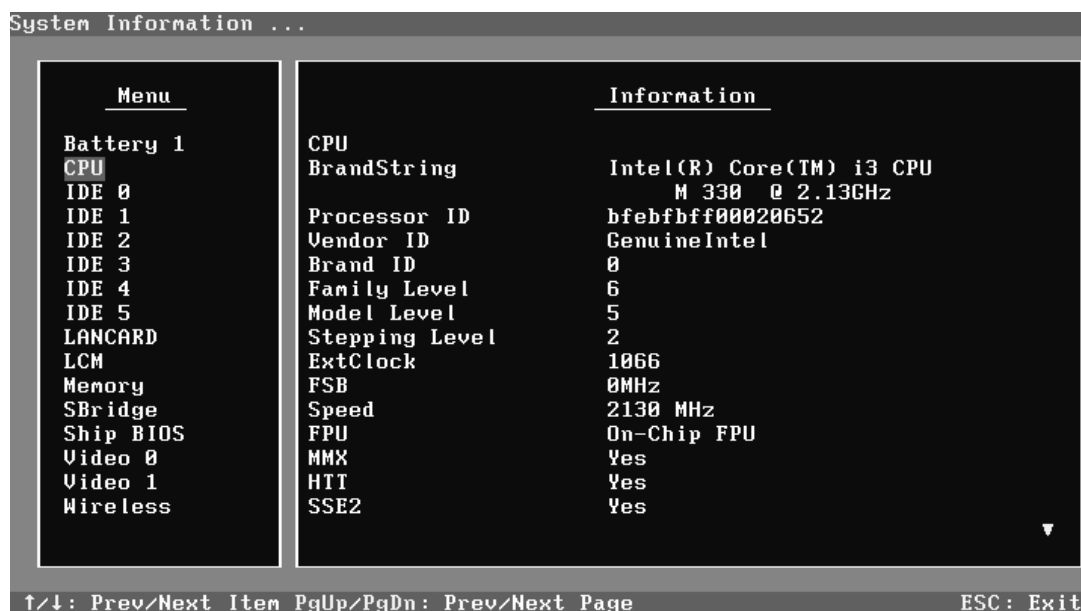 System Information ...
Menu
Battery 1
CPU
IDE 0
IDE 1
IDE 2
IDE 3
IDE 4
IDE 5
LANCARD
LCM
Memory
SBridge
Ship BIOS
Video 0
Video 1
Wireless
Information
CPU
BrandString Intel(R) Core(TM) i3 CPU
M 330 @ 2.13GHz
Processor ID bfebfbff00020652
Vendor ID GenuineIntel
Brand ID 0
Family Level 6
Model Level 5
Stepping Level 2
ExtClock 1066
FSB 0MHz
Speed 2130 MHz
FPU On-Chip FPU
MMX Yes
HTT Yes
SSE2 Yes
▼
↑/↓: Prev/Next Item PgUp/PgDn: Prev/Next Page ESC: Exit